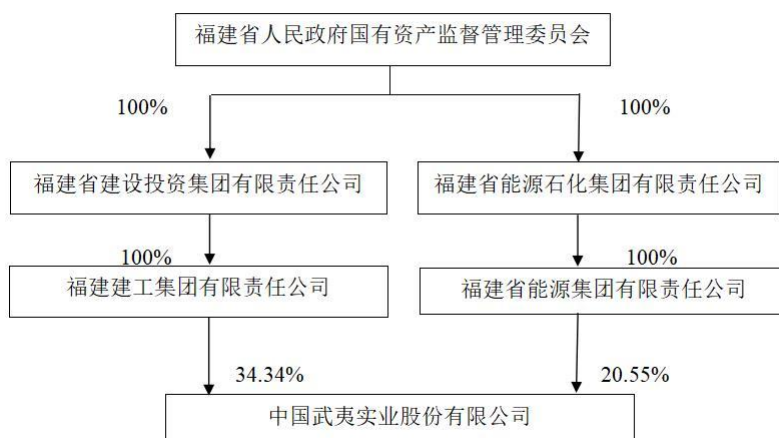 福建省人民政府国有资产监督管理委员会
100% 100%
福建省建设投资集团有限责任公司 福建省能源石化集团有限责任公司
100% 100%
福建建工集团有限责任公司 福建省能源集团有限责任公司
34.34% 20.55%
中国武夷实业股份有限公司